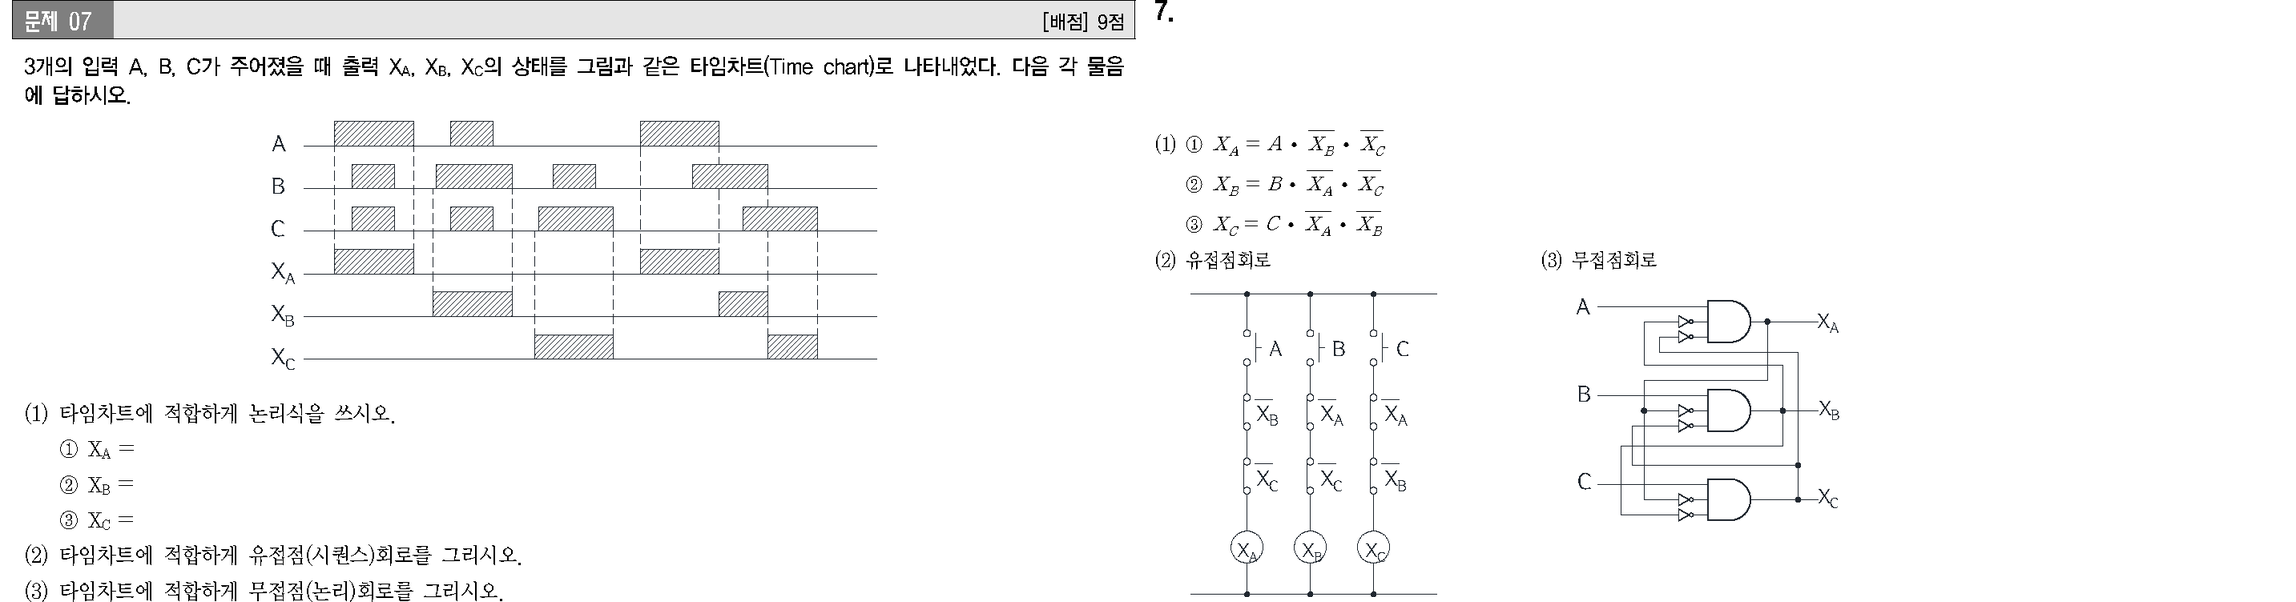 문제 07
[배점] 9점
3개의 입력 A, B, C가 주어졌을 때 출력 X_A, X_B, X_C의 상태를 그림과 같은 타임차트(Time chart)로 나타내었다. 다음 각 물음
에 답하시오.
A
B
C
X_A
X_B
X_C
(1) 타임차트에 적합하게 논리식을 쓰시오.
① X_A =
② X_B =
③ X_C =
(2) 타임차트에 적합하게 유접점(시퀀스)회로를 그리시오.
(3) 타임차트에 적합하게 무접점(논리)회로를 그리시오.
7.
(1) ① X_A = A • \overline{X_B} • \overline{X_C}
② X_B = B • \overline{X_A} • \overline{X_C}
③ X_C = C • \overline{X_A} • \overline{X_B}
(2) 유접점회로
A B C
\overline{X_B} \overline{X_A} \overline{X_A}
\overline{X_C} \overline{X_C} \overline{X_B}
X_A X_B X_C
(3) 무접점회로
A X_A
B X_B
C X_C